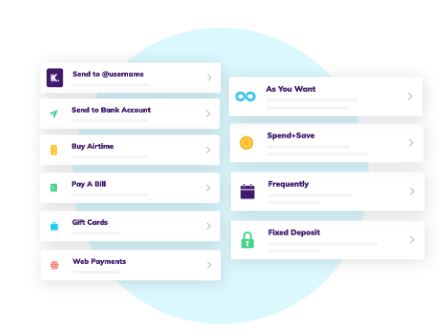 K.
Send to @username
Send to Bank Account
Buy Airtime
Pay A Bill
Gift Cards
Web Payments
As You Want
Spend+Save
Frequently
Fixed Deposit